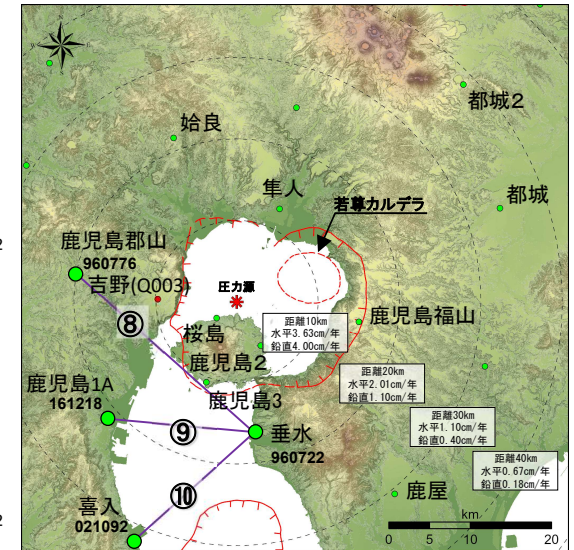 都城2
姶良
隼人
若尊カルデラ
都城
鹿児島郡山
960776
吉野(Q003)
圧力源
⑧
桜島
距離10km
水平3.63cm/年
鉛直4.00cm/年
鹿児島福山
鹿児島2
距離20km
水平2.01cm/年
鉛直1.10cm/年
鹿児島1A
161218
鹿児島3
⑨
垂水
960722
距離30km
水平1.10cm/年
鉛直0.40cm/年
距離40km
水平0.67cm/年
鉛直0.18cm/年
⑩
喜入
021092
鹿屋
km
0 5 10 20